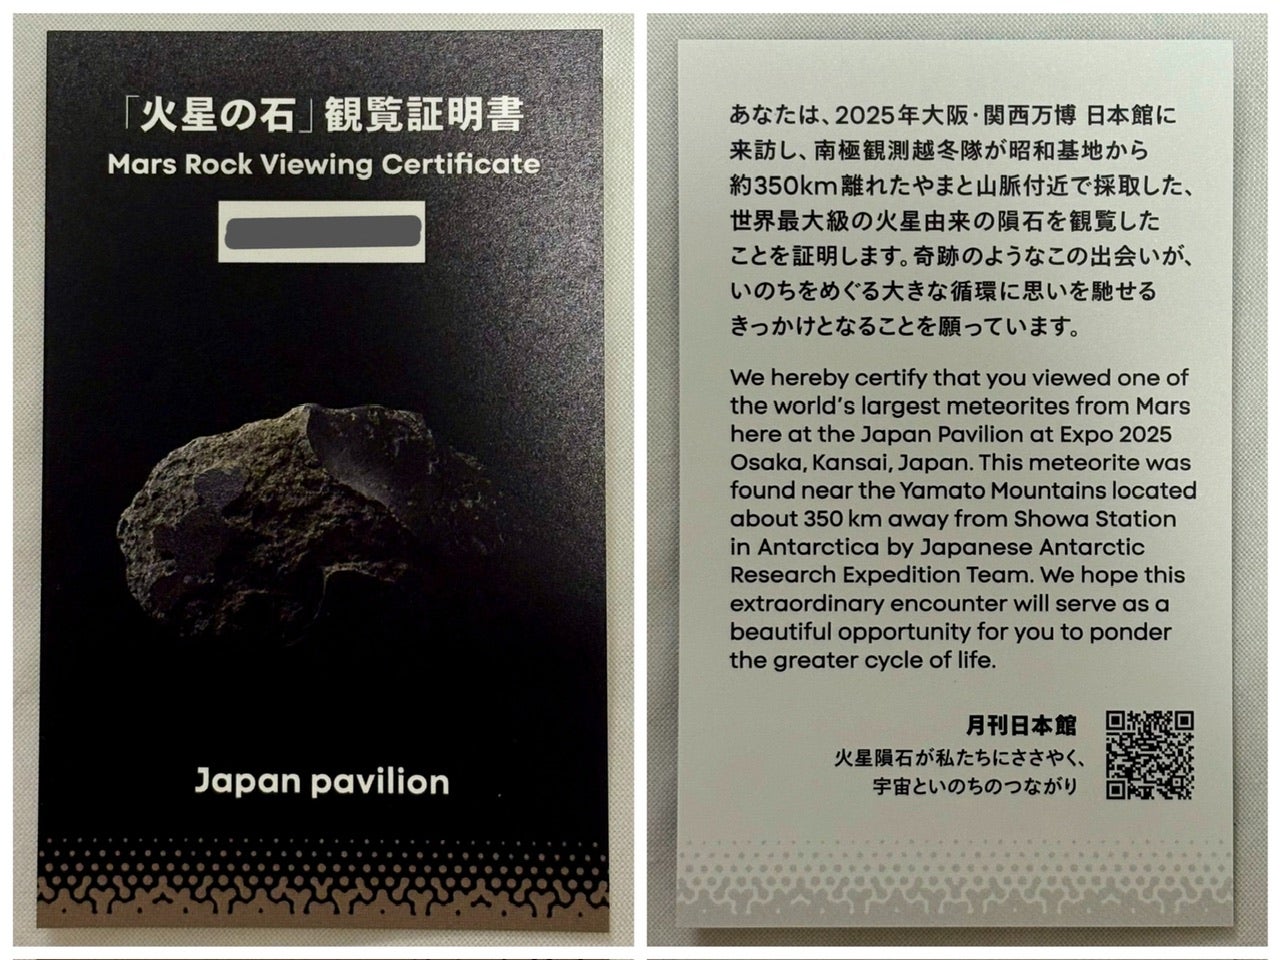 「火星の石」観覧証明書
Mars Rock Viewing Certificate
Japan pavilion
あなたは、2025年大阪・関西万博 日本館に
来訪し、南極観測越冬隊が昭和基地から
約350km離れたやまと山脈付近で採取した、
世界最大級の火星由来の隕石を観覧した
ことを証明します。奇跡のようなこの出会いが、
いのちをめぐる大きな循環に思いを馳せる
きっかけとなることを願っています。
We hereby certify that you viewed one of
the world's largest meteorites from Mars
here at the Japan Pavilion at Expo 2025
Osaka, Kansai, Japan. This meteorite was
found near the Yamato Mountains located
about 350 km away from Showa Station
in Antarctica by Japanese Antarctic
Research Expedition Team. We hope this
extraordinary encounter will serve as a
beautiful opportunity for you to ponder
the greater cycle of life.
月刊日本館
火星隕石が私たちにささやく、
宇宙といのちのつながり